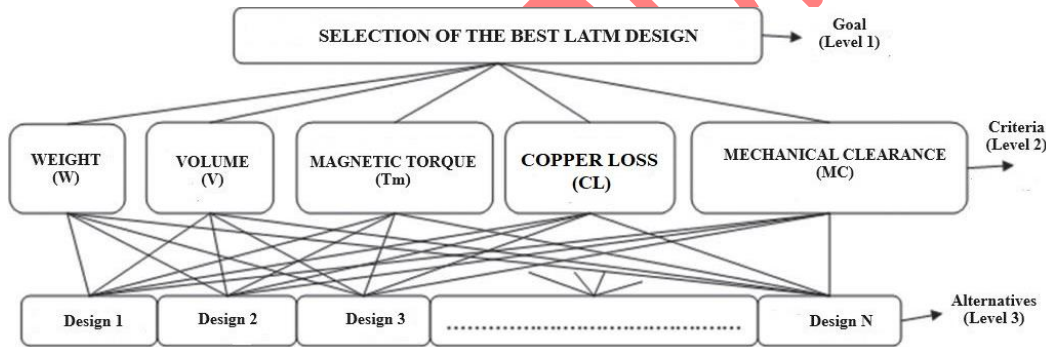 SELECTION OF THE BEST LATM DESIGN
Goal
(Level 1)
WEIGHT
(W)
VOLUME
(V)
MAGNETIC TORQUE
(Tm)
COPPER LOSS
(CL)
MECHANICAL CLEARANCE
(MC)
Criteria
(Level 2)
Design 1
Design 2
Design 3
................................................
Design N
Alternatives
(Level 3)